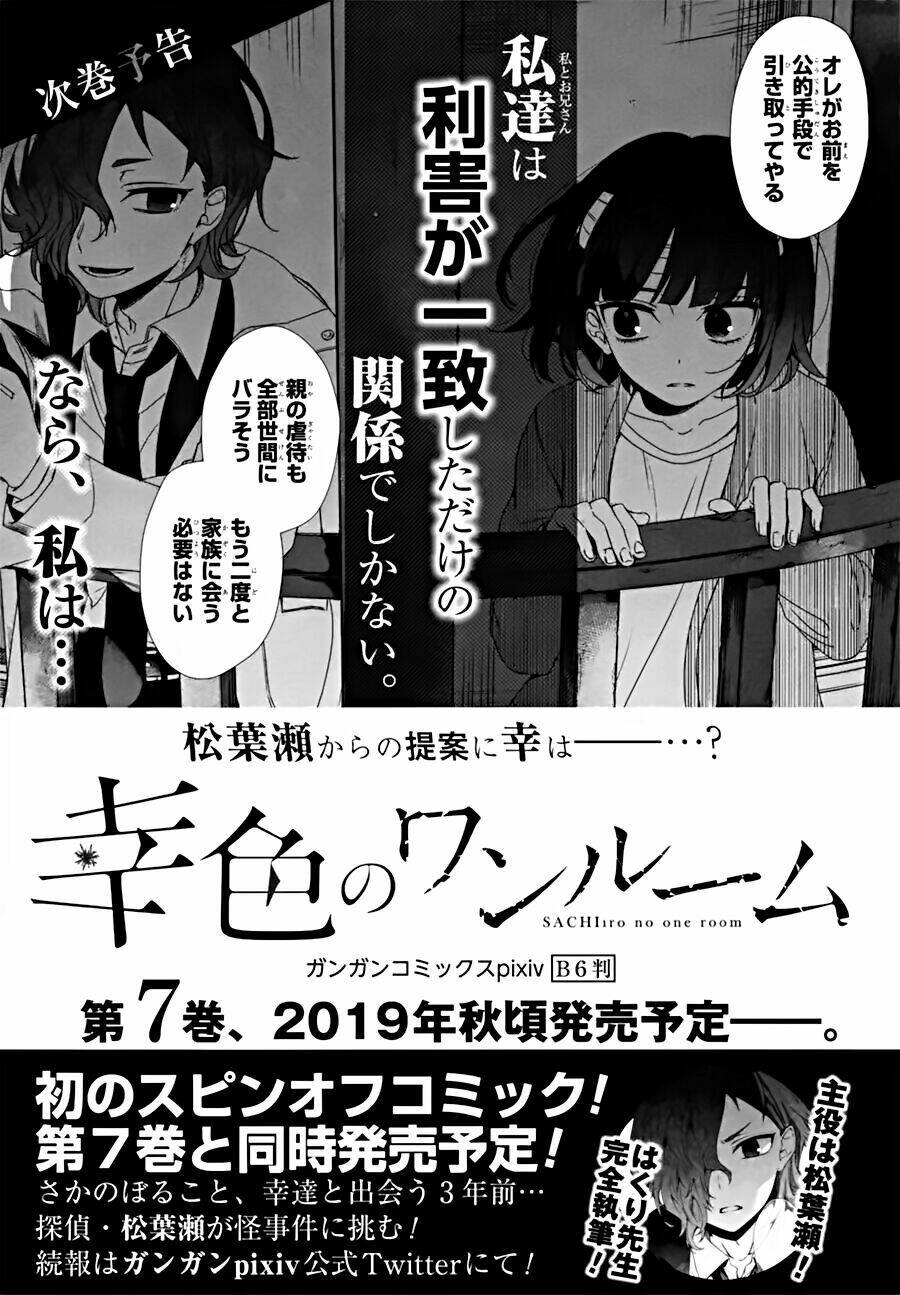 次巻予告
オレがお前を
公的手段で
引き取ってやる
私達は
利害が一致しただけの
関係でしかない。
親の虐待も
全部世間に
バラそう
もう二度と
家族に会う
必要はない
なら、私は…
松葉瀬からの提案に幸は――…?
幸色のワンルーム
SACHIiro no one room
ガンガンコミックスpixiv B6判
第7巻、2019年秋頃発売予定――。
初のスピンオフコミック!
第7巻と同時発売予定!
さかのぼること、幸達と出会う3年前…
探偵・松葉瀬が怪事件に挑む!
続報はガンガンpixiv公式Twitterにて!
主役は松葉瀬!
はくり先生
完全執筆!